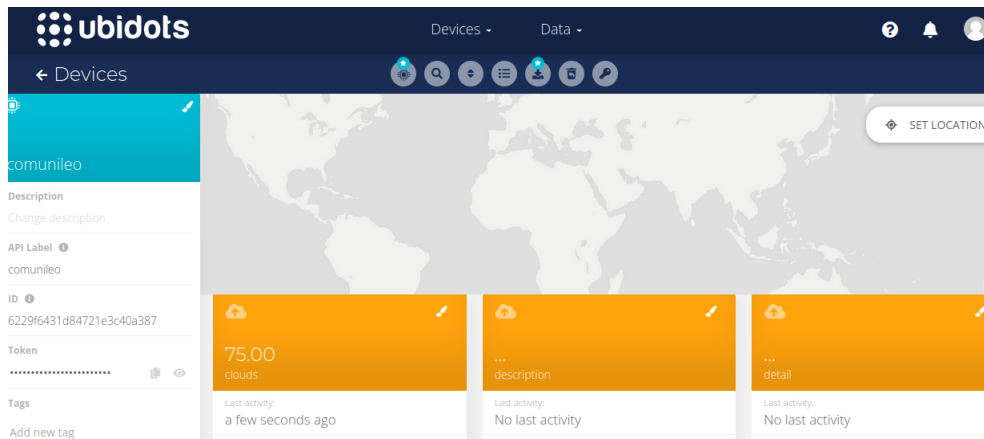 ubidots
Devices
Data
Devices
SET LOCATION
comunileo
Description
Change description
API Label
comunileo
ID
6229f6431d84721e3c40a387
Token
••••••••••••••••••••••••
Tags
Add new tag
75.00
clouds
Last activity:
a few seconds ago
...
description
Last activity:
No last activity
...
detail
Last activity:
No last activity